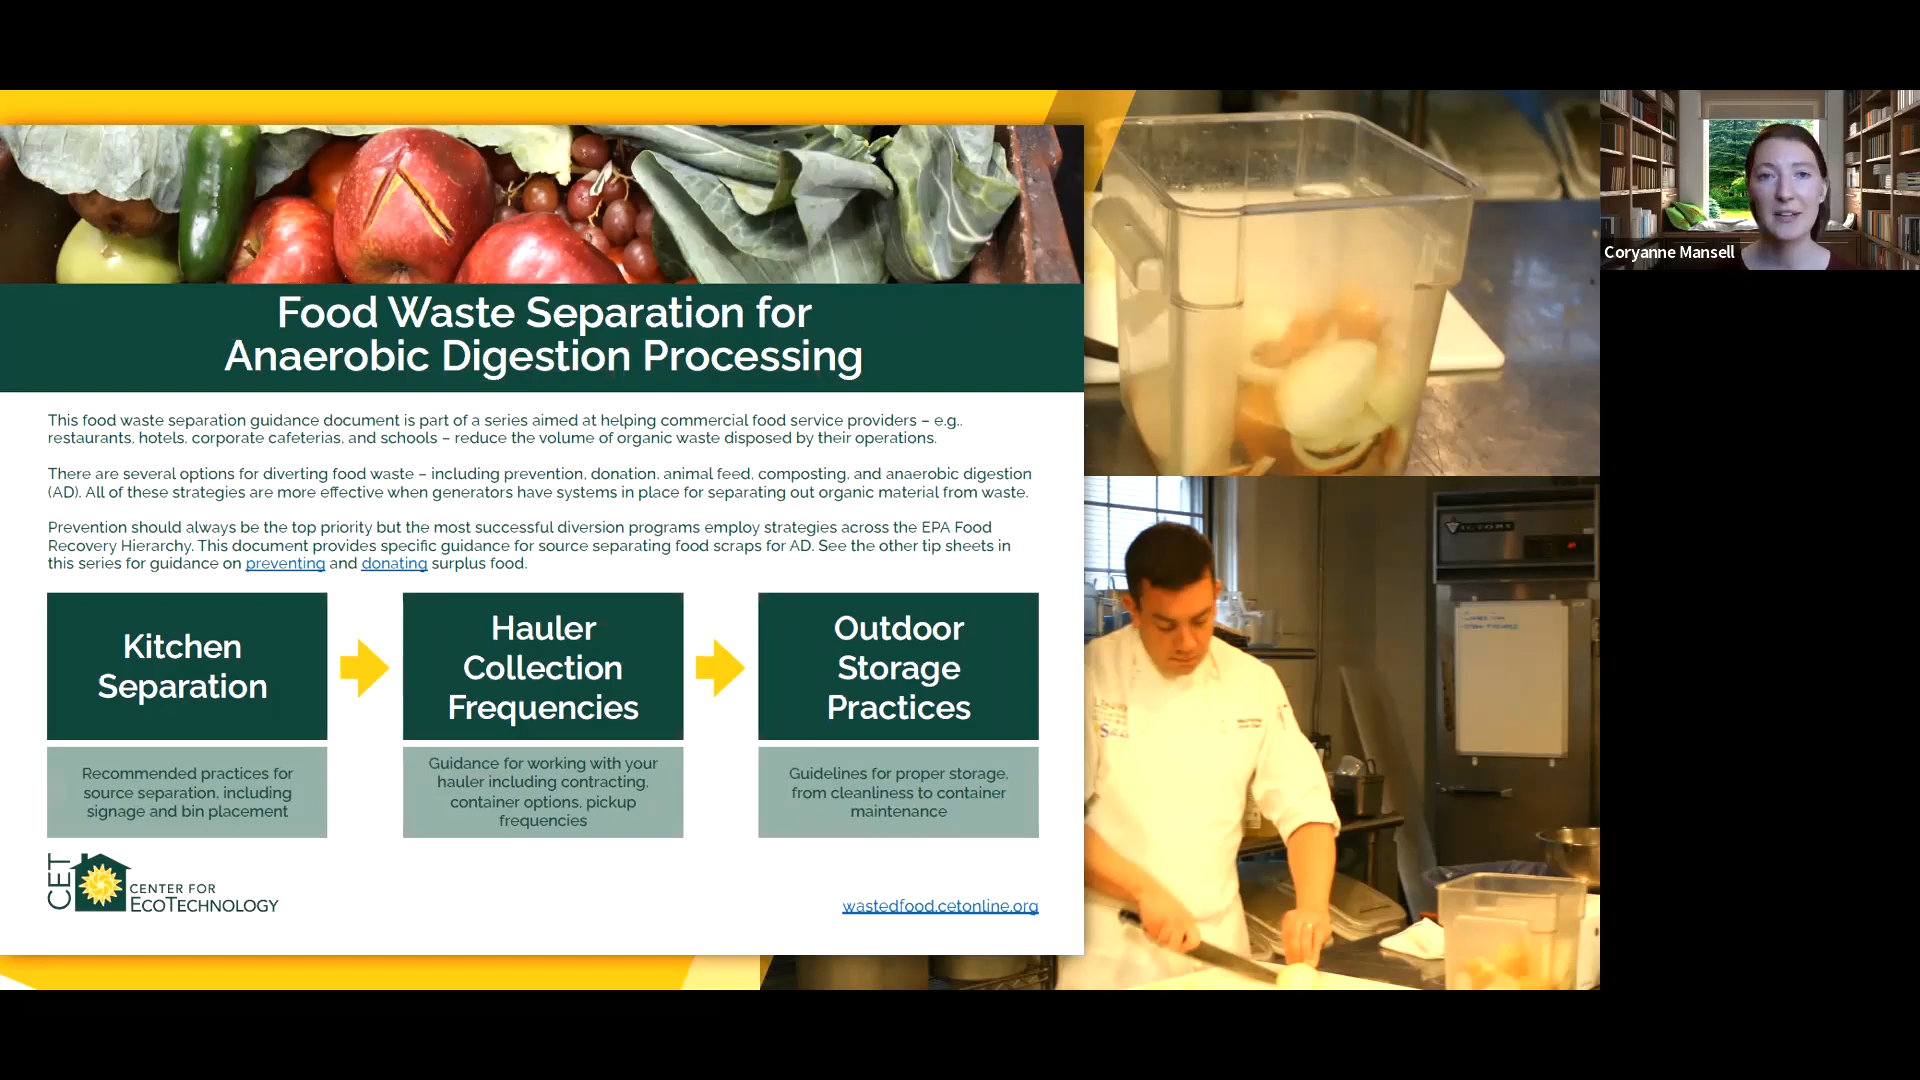 Food Waste Separation for
Anaerobic Digestion Processing
This food waste separation guidance document is part of a series aimed at helping commercial food service providers – e.g.,
restaurants, hotels, corporate cafeterias, and schools – reduce the volume of organic waste disposed by their operations.
There are several options for diverting food waste – including prevention, donation, animal feed, composting, and anaerobic digestion
(AD). All of these strategies are more effective when generators have systems in place for separating out organic material from waste.
Prevention should always be the top priority but the most successful diversion programs employ strategies across the EPA Food
Recovery Hierarchy. This document provides specific guidance for source separating food scraps for AD. See the other tip sheets in
this series for guidance on preventing and donating surplus food.
Kitchen
Separation
Recommended practices for
source separation, including
signage and bin placement
Hauler
Collection
Frequencies
Guidance for working with your
hauler including contracting,
container options, pickup
frequencies
Outdoor
Storage
Practices
Guidelines for proper storage,
from cleanliness to container
maintenance
CET
CENTER FOR
ECOTECHNOLOGY
wastedfood.cetonline.org
VICTORY
Coryanne Mansell